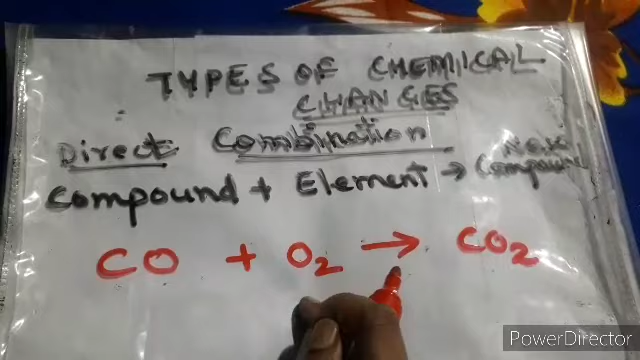 TYPES OF CHEMICAL
CHANGES
Direct Combination
Compound + Element → New
Compound
CO + O₂ → CO₂
PowerDirector